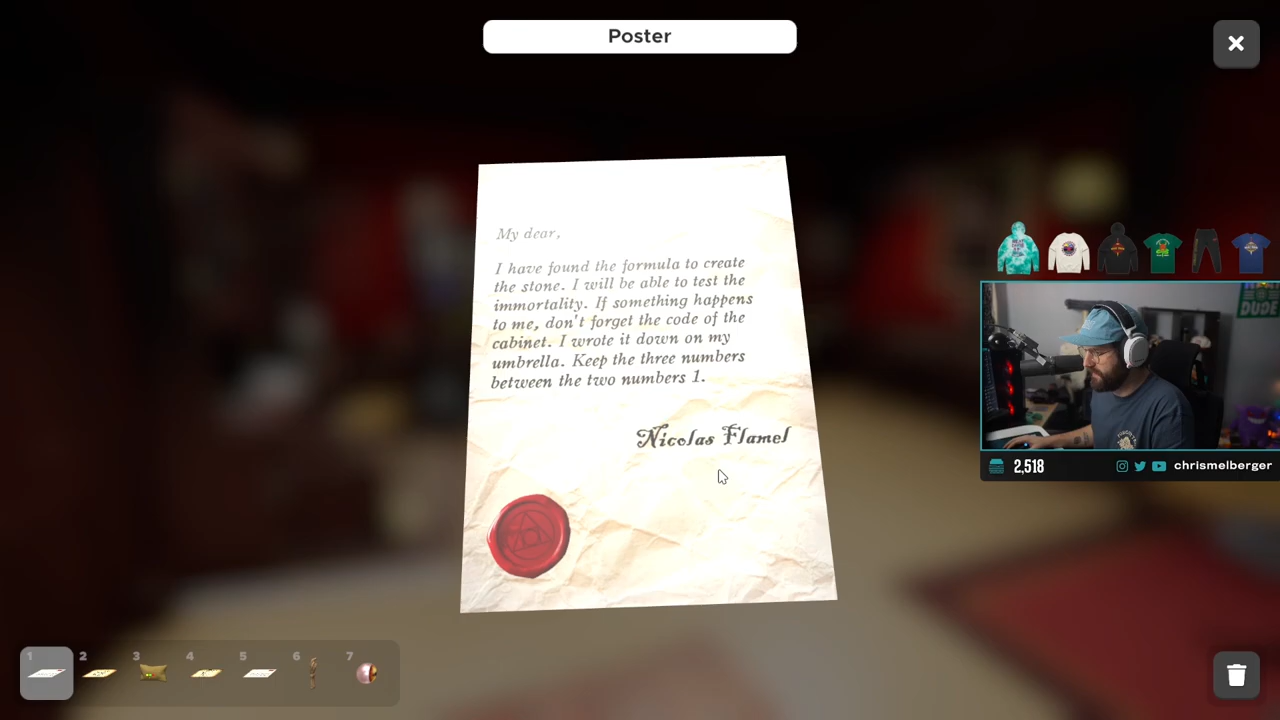 Poster
My dear,
I have found the formula to create
the stone. I will be able to test the
immortality. If something happens
to me, don't forget the code of the
cabinet. I wrote it down on my
umbrella. Keep the three numbers
between the two numbers 1.
Nicolas Flamel
DUDE
2,518
chrismelberger
1
2
3
4
5
6
7